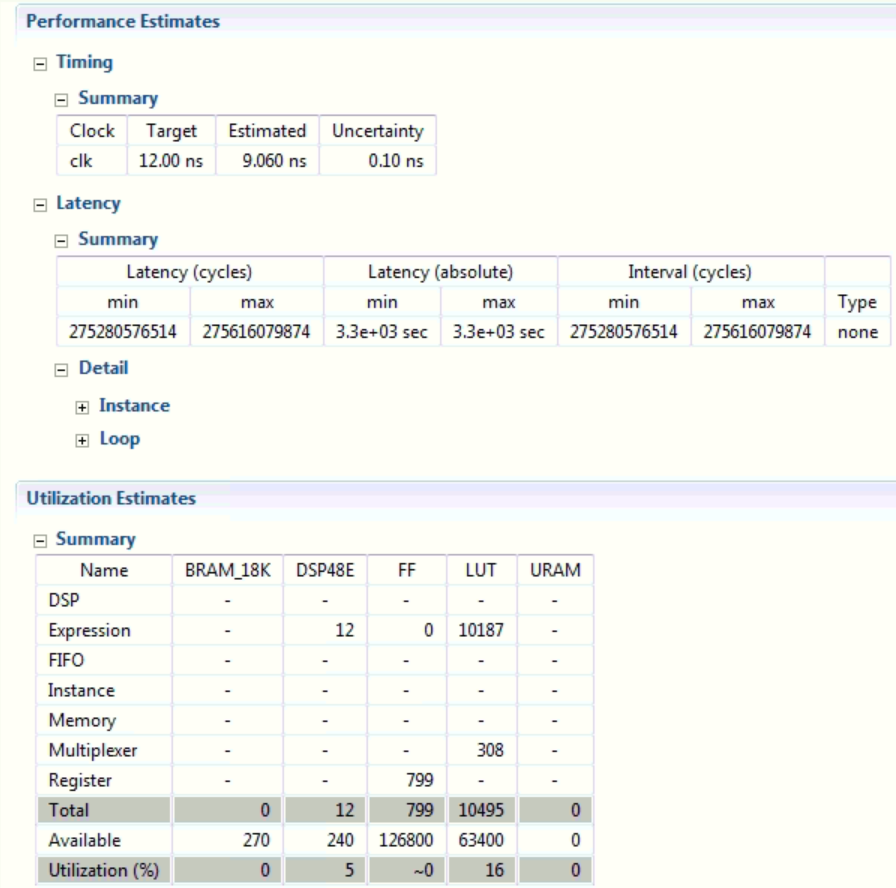 Performance Estimates
Timing
Summary
Clock Target Estimated Uncertainty
clk 12.00 ns 9.060 ns 0.10 ns
Latency
Summary
Latency (cycles) Latency (absolute) Interval (cycles)
min max min max min max Type
275280576514 275616079874 3.3e+03 sec 3.3e+03 sec 275280576514 275616079874 none
Detail
Instance
Loop
Utilization Estimates
Summary
Name BRAM_18K DSP48E FF LUT URAM
DSP - - - - -
Expression - 12 0 10187 -
FIFO - - - - -
Instance - - - - -
Memory - - - - -
Multiplexer - - - 308 -
Register - - 799 - -
Total 0 12 799 10495 0
Available 270 240 126800 63400 0
Utilization (%) 0 5 ~0 16 0